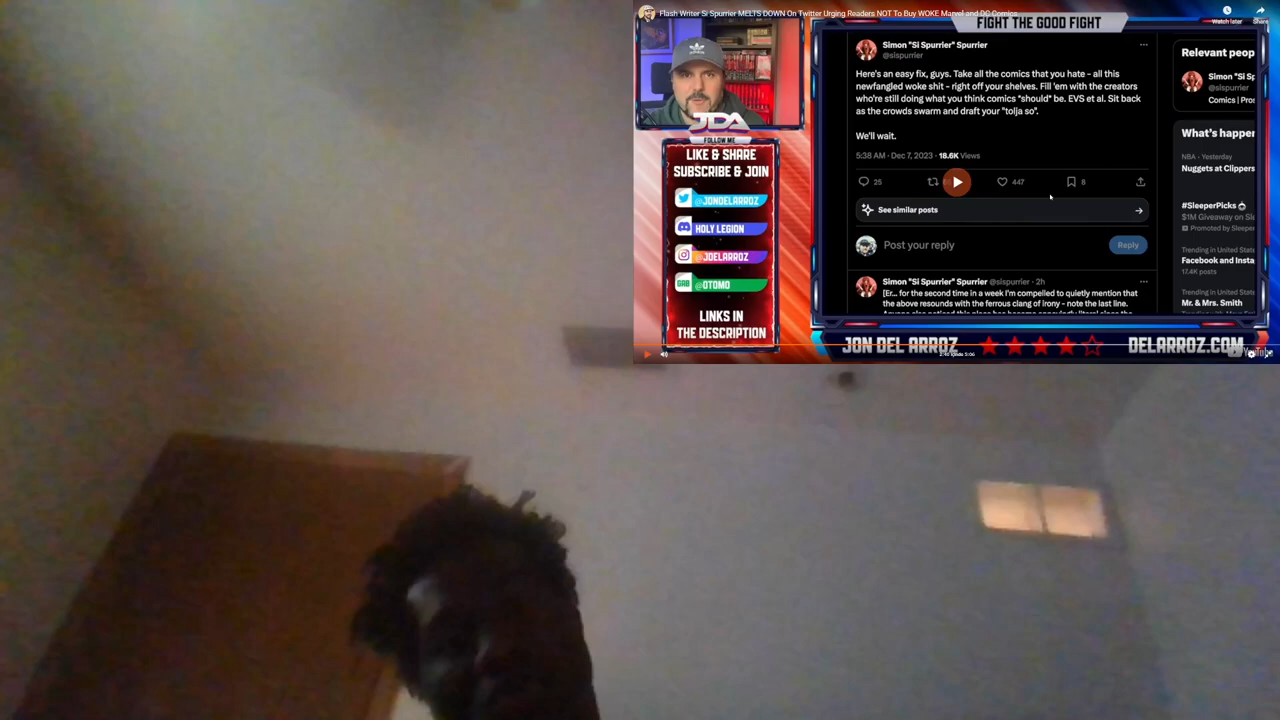 Flash Writer Si Spurrier MELTS DOWN On Twitter Urging Readers NOT To Buy WOKE Marvel and DC Comics
Watch later
Share
FIGHT THE GOOD FIGHT
JDA
FOLLOW ME
LIKE & SHARE
SUBSCRIBE & JOIN
@JONDELARROZ
HOLY LEGION
@JDELARROZ
GAB
@OTOMO
LINKS IN
THE DESCRIPTION
Simon "Si Spurrier" Spurrier
@sispurrier
Here's an easy fix, guys. Take all the comics that you hate - all this
newfangled woke shit - right off your shelves. Fill 'em with the creators
who're still doing what you think comics *should* be. EVS et al. Sit back
as the crowds swarm and draft your "tolja so".
We'll wait.
5:38 AM · Dec 7, 2023 · 18.6K Views
25
447
8
See similar posts
Post your reply
Reply
Simon "Si Spurrier" Spurrier @sispurrier · 2h
[Er... for the second time in a week I'm compelled to quietly mention that
the above resounds with the ferrous clang of irony - note the last line.
Relevant peop
Simon "Si Sp
@sispurrier
Comics | Pros
What's happen
NBA · Yesterday
Nuggets at Clippers
#SleeperPicks
$1M Giveaway on Sle
Promoted by Sleeper
Trending in United State
Facebook and Insta
17.4K posts
Trending in United State
Mr. & Mrs. Smith
JON DEL ARROZ
DELARROZ.COM
YouTube